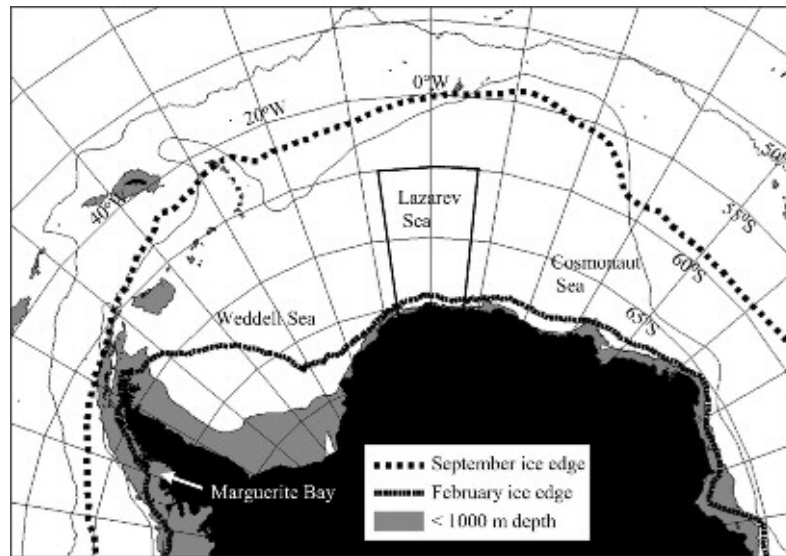 0°W
20°W
50°S
40°W
Lazarev
Sea
55°S
Cosmonaut
Sea
60°S
65°S
Weddell Sea
September ice edge
February ice edge
< 1000 m depth
Marguerite Bay